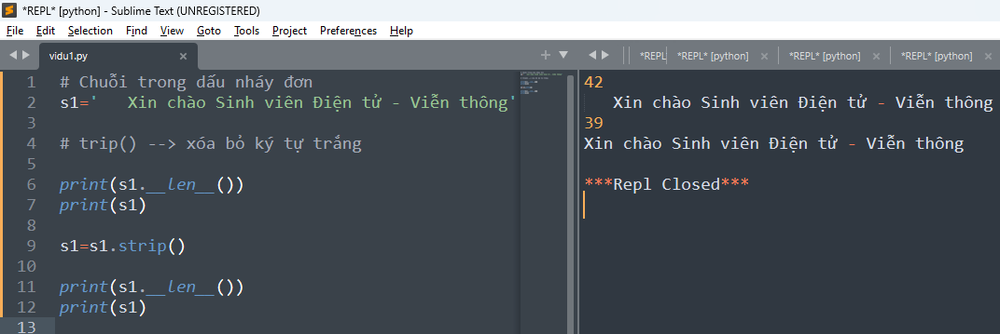 *REPL* [python] - Sublime Text (UNREGISTERED)
File Edit Selection Find View Goto Tools Project Preferences Help
vidu1.py × *REPL *REPL* [python] × *REPL* [python] × *REPL* [python] ×
1 # Chuỗi trong dấu nháy đơn
2 s1='   Xin chào Sinh viên Điện tử - Viễn thông'
3
4 # trip() --> xóa bỏ ký tự trắng
5
6 print(s1.__len__())
7 print(s1)
8
9 s1=s1.strip()
10
11 print(s1.__len__())
12 print(s1)
13
42
   Xin chào Sinh viên Điện tử - Viễn thông
39
Xin chào Sinh viên Điện tử - Viễn thông
***Repl Closed***